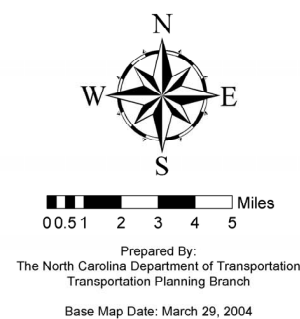 N
W E
S
Miles
0 0.5 1 2 3 4 5
Prepared By:
The North Carolina Department of Transportation
Transportation Planning Branch
Base Map Date: March 29, 2004